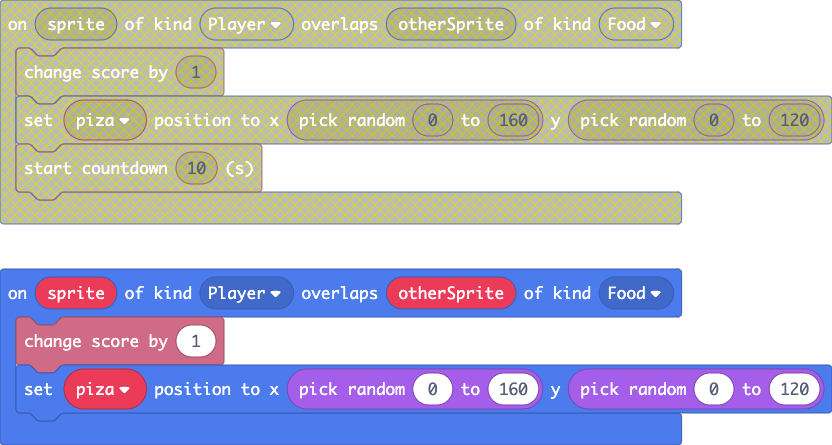 on sprite of kind Player overlaps otherSprite of kind Food
change score by 1
set piza position to x pick random 0 to 160 y pick random 0 to 120
start countdown 10 (s)
on sprite of kind Player overlaps otherSprite of kind Food
change score by 1
set piza position to x pick random 0 to 160 y pick random 0 to 120